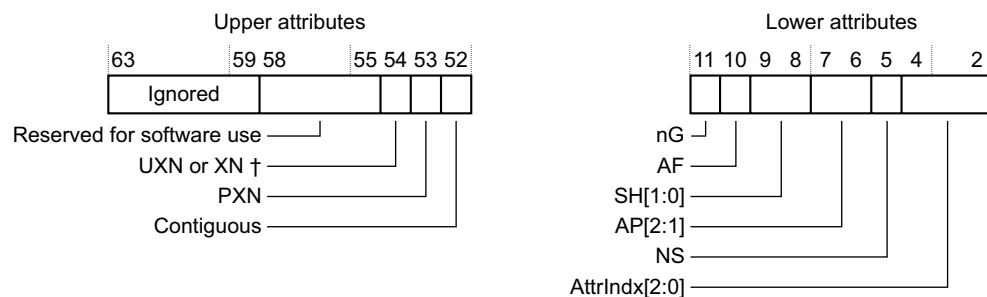 Upper attributes
63 59 58 55 54 53 52
Ignored
Reserved for software use
UXN or XN †
PXN
Contiguous
Lower attributes
11 10 9 8 7 6 5 4 2
nG
AF
SH[1:0]
AP[2:1]
NS
AttrIndx[2:0]